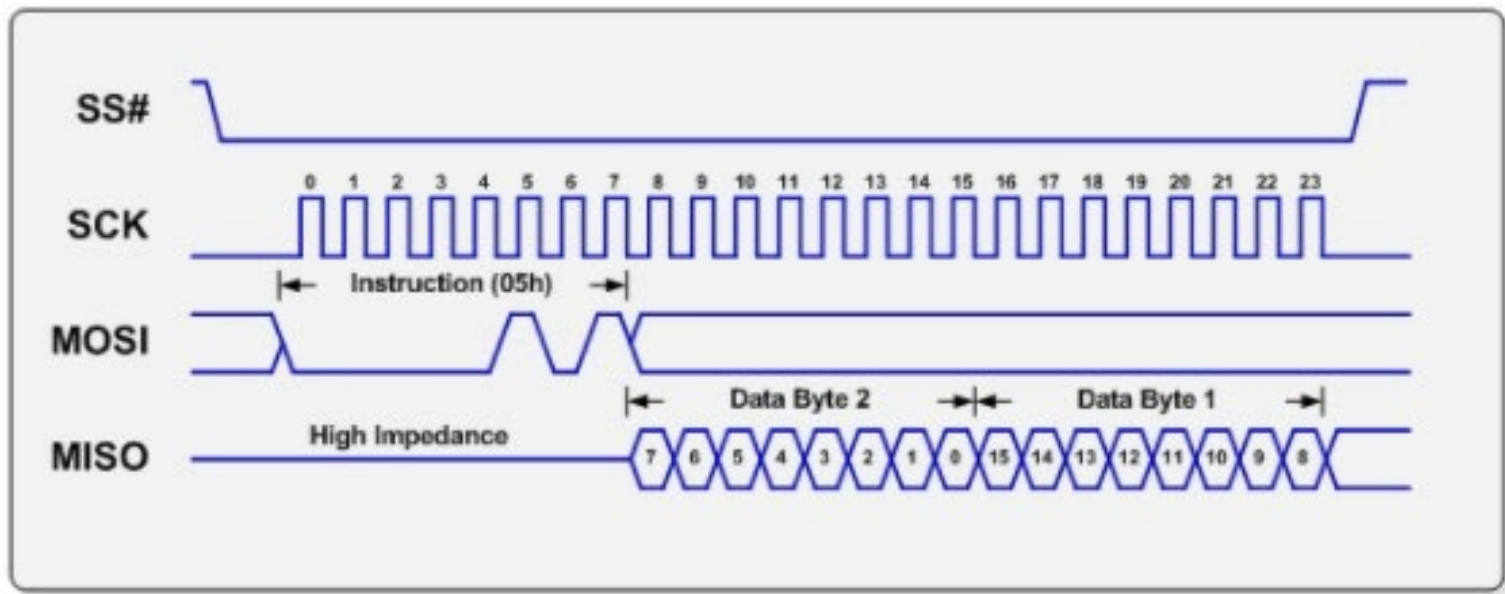 SS#
0 1 2 3 4 5 6 7 8 9 10 11 12 13 14 15 16 17 18 19 20 21 22 23
SCK
Instruction (05h)
MOSI
Data Byte 2 Data Byte 1
High Impedance
MISO
7 6 5 4 3 2 1 0 15 14 13 12 11 10 9 8